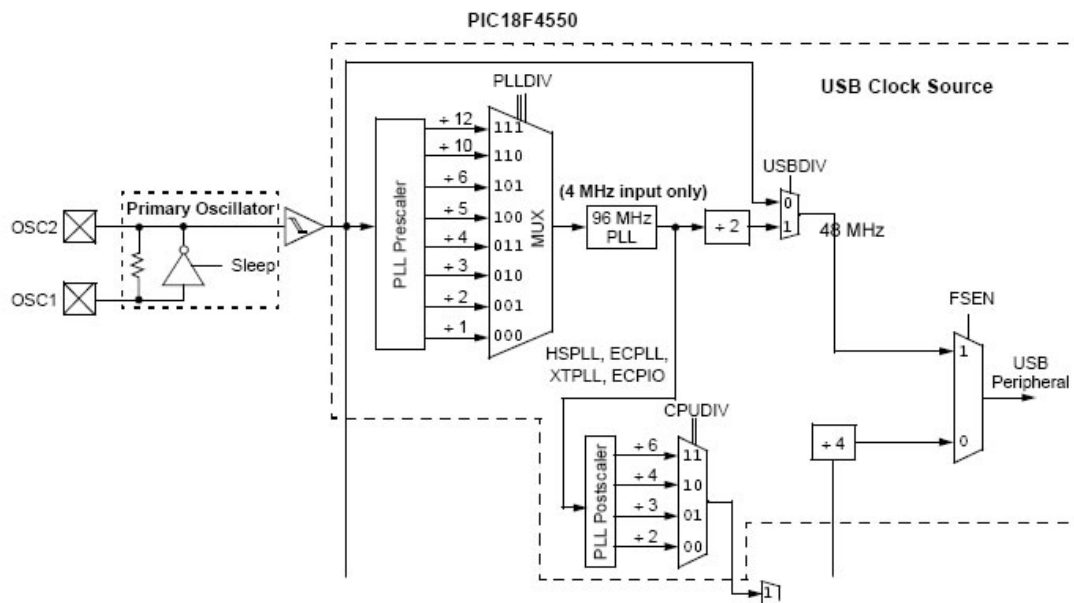 PIC18F4550
USB Clock Source
PLLDIV
÷ 12
÷ 10
÷ 6
÷ 5
÷ 4
÷ 3
÷ 2
÷ 1
PLL Prescaler
111
110
101
100
011
010
001
000
MUX
(4 MHz input only)
96 MHz
PLL
÷ 2
USBDIV
0
1
48 MHz
Primary Oscillator
OSC2
OSC1
Sleep
HSPLL, ECPLL,
XTPLL, ECPIO
CPUDIV
PLL Postscaler
÷ 6
÷ 4
÷ 3
÷ 2
11
10
01
00
FSEN
1
0
USB
Peripheral
÷ 4
1